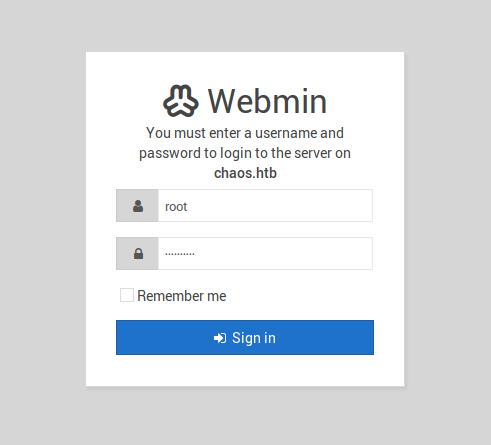 Webmin
You must enter a username and
password to login to the server on
chaos.htb
root
··········
Remember me
Sign in